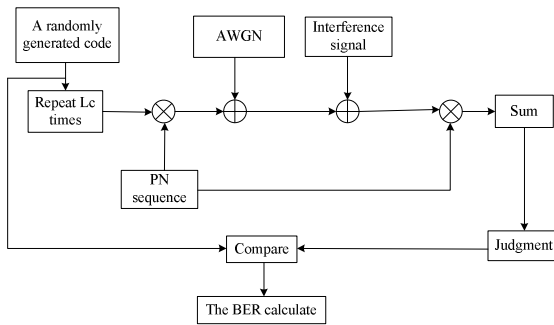 A randomly
generated code
AWGN
Interference
signal
Repeat Lc
times
Sum
PN
sequence
Compare
Judgment
The BER calculate